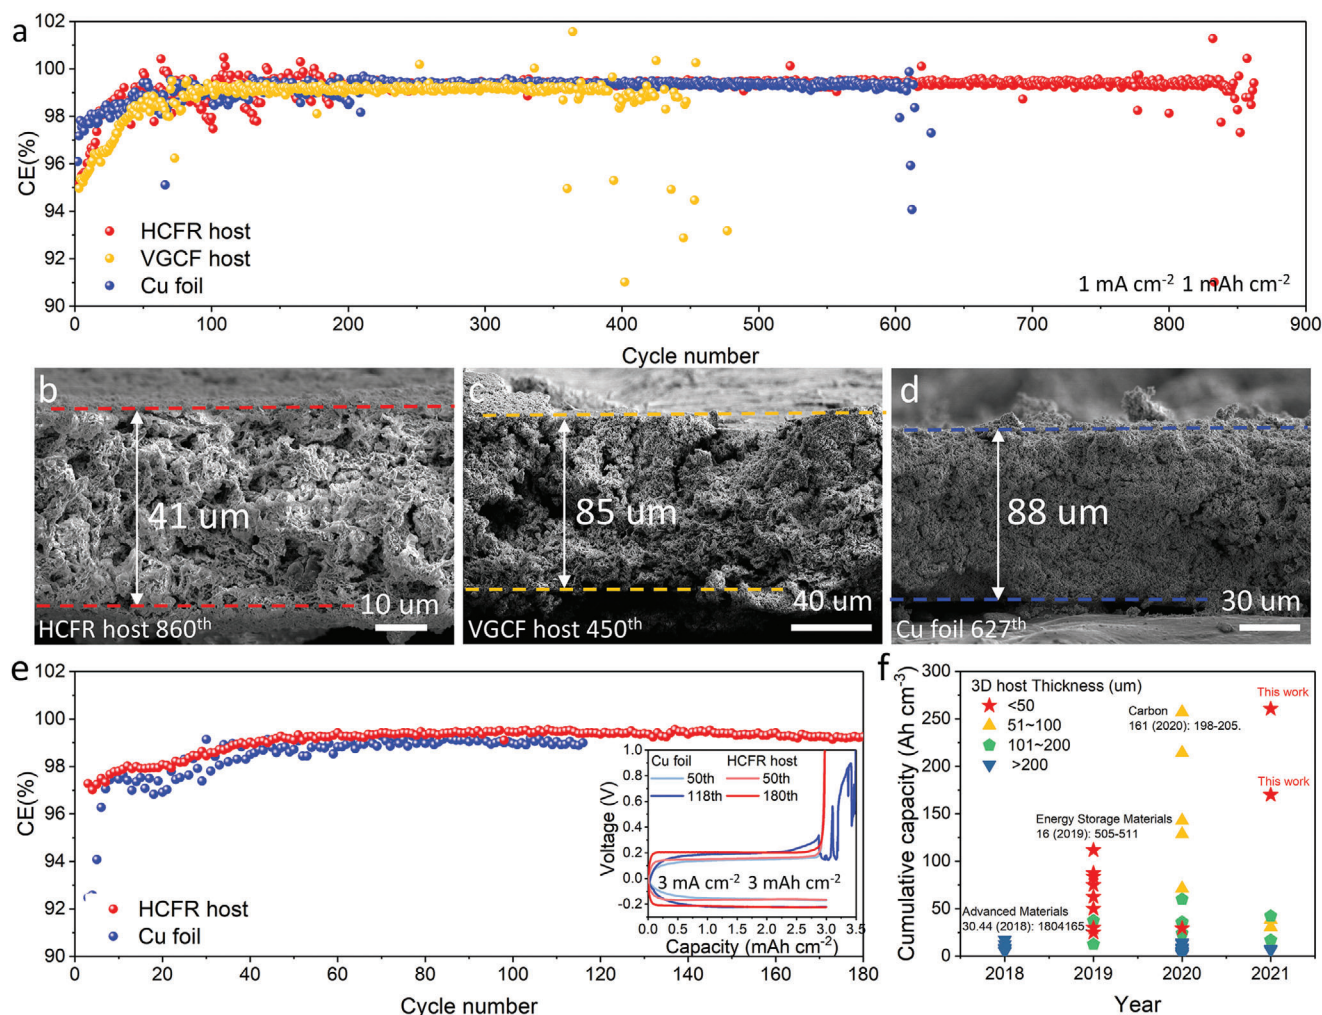 a
102
100
98
96
94
92
90
CE(%)
HCFR host
VGCF host
Cu foil
1 mA cm-2 1 mAh cm-2
0 100 200 300 400 500 600 700 800 900
Cycle number
b
41 um
10 um
HCFR host 860th
c
85 um
40 um
VGCF host 450th
d
88 um
30 um
Cu foil 627th
e
102
100
98
96
94
92
90
CE(%)
HCFR host
Cu foil
0 20 40 60 80 100 120 140 160 180
Cycle number
1.0
0.8
0.6
0.4
0.2
0.0
-0.2
Voltage (V)
Cu foil HCFR host
50th 50th
118th 180th
3 mA cm-2 3 mAh cm-2
0.0 0.5 1.0 1.5 2.0 2.5 3.0 3.5
Capacity (mAh cm-2)
f
300
250
200
150
100
50
0
Cumulative capacity (Ah cm-3)
3D host Thickness (um)
<50
51~100
101~200
>200
Carbon
161 (2020): 198-205.
This work
This work
Energy Storage Materials
16 (2019): 505-511
Advanced Materials
30.44 (2018): 1804165.
2018 2019 2020 2021
Year